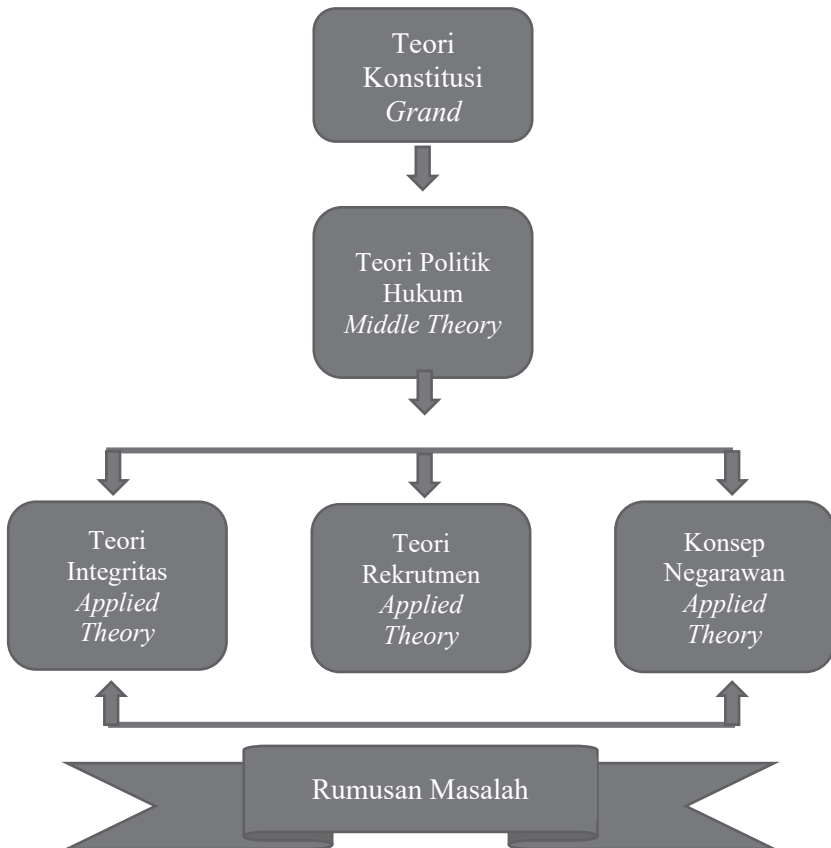 Teori
Konstitusi
Grand
Teori Politik
Hukum
Middle Theory
Teori
Integritas
Applied
Theory
Teori
Rekrutmen
Applied
Theory
Konsep
Negarawan
Applied
Theory
Rumusan Masalah